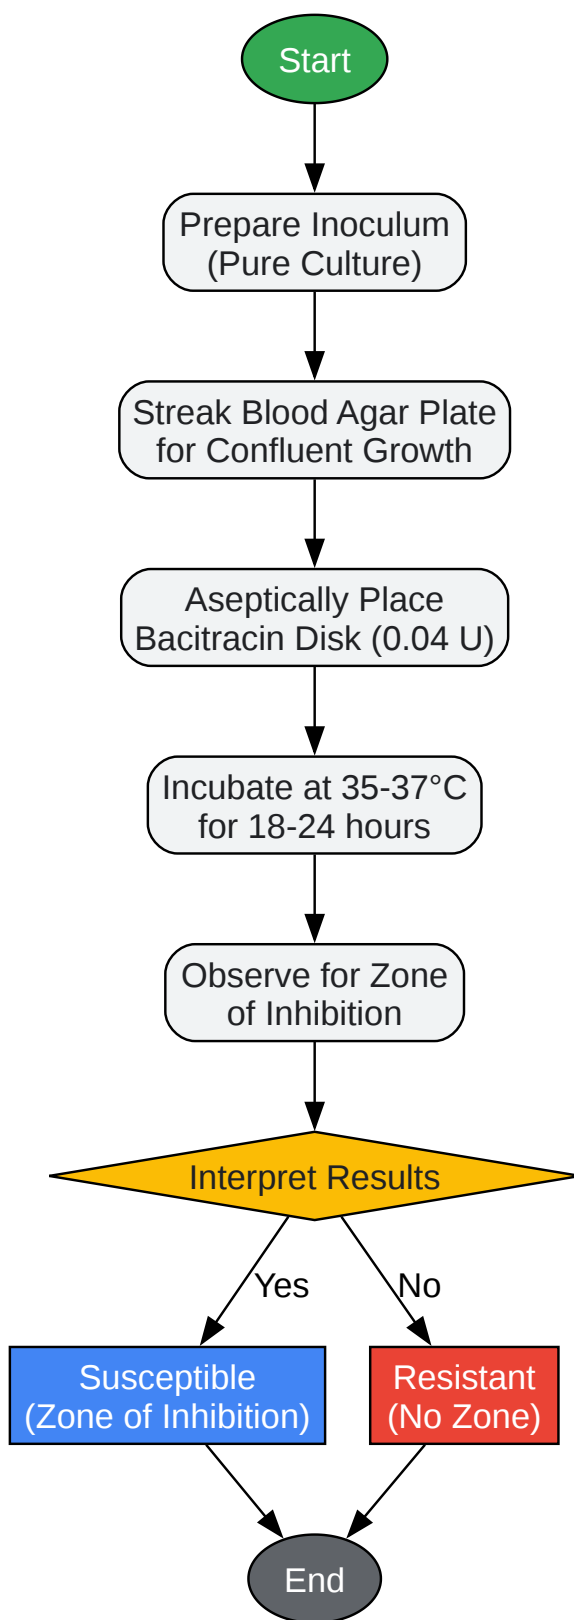 Start
Prepare Inoculum
(Pure Culture)
Streak Blood Agar Plate
for Confluent Growth
Aseptically Place
Bacitracin Disk (0.04 U)
Incubate at 35-37°C
for 18-24 hours
Observe for Zone
of Inhibition
Interpret Results
Yes
No
Susceptible
(Zone of Inhibition)
Resistant
(No Zone)
End